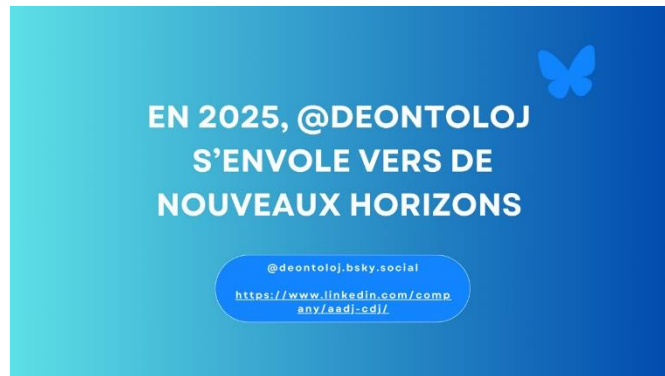 EN 2025, @DEONTOLOJ
S’ENVOLE VERS DE
NOUVEAUX HORIZONS
@deontoloj.bsky.social
https://www.linkedin.com/comp
any/aadj-cdj/